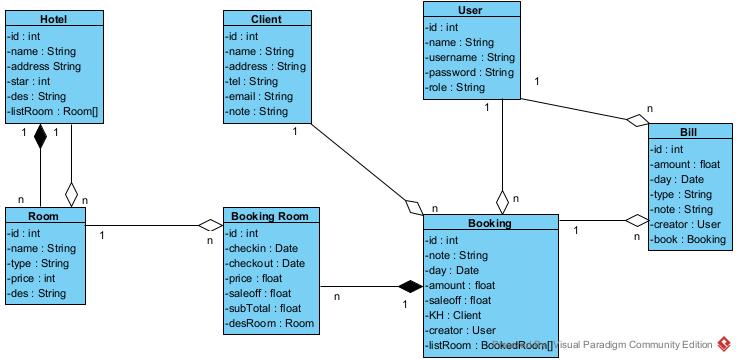 Hotel
-id : int
-name : String
-address String
-star : int
-des : String
-listRoom : Room[]
Client
-id : int
-name : String
-address : String
-tel : String
-email : String
-note : String
User
-id : int
-name : String
-username : String
-password : String
-role : String
1
1
n
n
1
1
1
n
n
n
Bill
-id : int
-amount : float
-day : Date
-type : String
-note : String
-creator : User
-book : Booking
Room
-id : int
-name : String
-type : String
-price : int
-des : String
1
n
Booking Room
-id : int
-checkin : Date
-checkout : Date
-price : float
-saleoff : float
-subTotal : float
-desRoom : Room
n
1
Booking
-id : int
-note : String
-day : Date
-amount : float
-saleoff : float
-KH : Client
-creator : User
-listRoom : BookedRoom[]
1
n
Visual Paradigm Community Edition